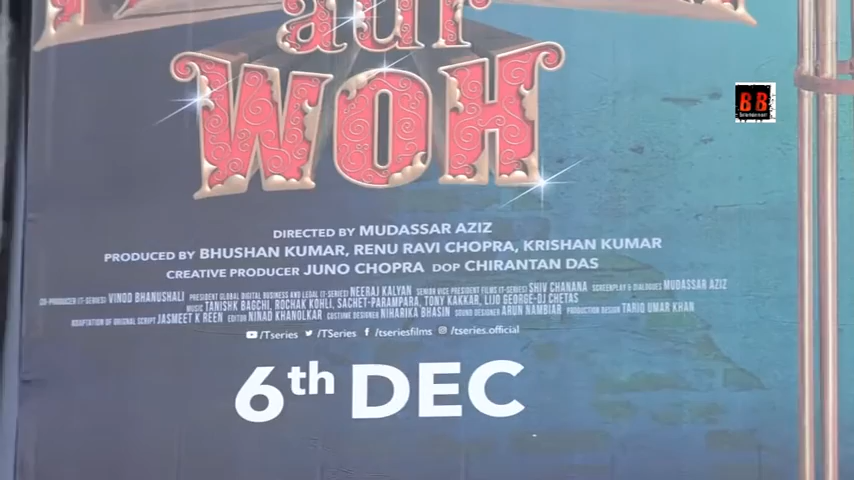 aur
WOH
BB
DIRECTED BY MUDASSAR AZIZ
PRODUCED BY BHUSHAN KUMAR, RENU RAVI CHOPRA, KRISHAN KUMAR
CREATIVE PRODUCER JUNO CHOPRA DOP CHIRANTAN DAS
CO-PRODUCER (T-SERIES) VINOD BHANUSHALI PRESIDENT GLOBAL DIGITAL BUSINESS AND LEGAL (T-SERIES) NEERAJ KALYAN SENIOR VICE PRESIDENT FILMS (T-SERIES) SHIV CHANANA SCREENPLAY & DIALOGUES MUDASSAR AZIZ
MUSIC TANISHK BAGCHI, ROCHAK KOHLI, SACHET-PARAMPARA, TONY KAKKAR, LIJO GEORGE-DJ CHETAS
ADAPTATION OF ORIGINAL SCRIPT JASMEET K REEN EDITOR NINAD KHANOLKAR COSTUME DESIGNER NIHARIKA BHASIN SOUND DESIGNER ARUN NAMBIAR PRODUCTION DESIGN TARIQ UMAR KHAN
/TSeries /TSeries /tseriesfilms /tseries.official
6th DEC